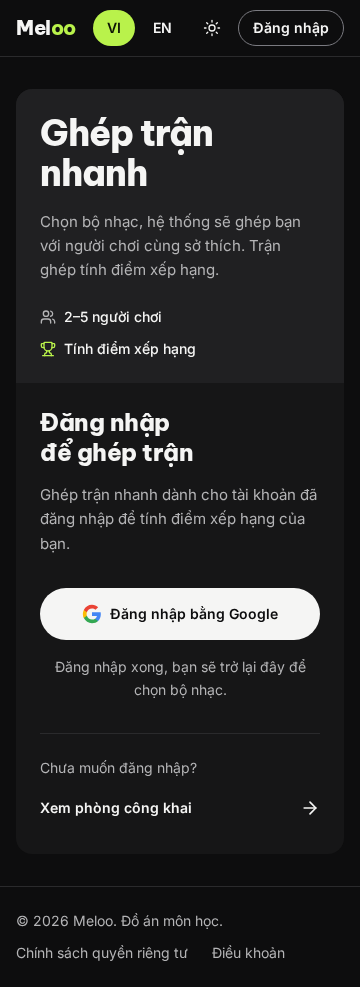 Meloo VI EN Đăng nhập
Ghép trận
nhanh
Chọn bộ nhạc, hệ thống sẽ ghép bạn
với người chơi cùng sở thích. Trận
ghép tính điểm xếp hạng.
2–5 người chơi
Tính điểm xếp hạng
Đăng nhập
để ghép trận
Ghép trận nhanh dành cho tài khoản đã
đăng nhập để tính điểm xếp hạng của
bạn.
Đăng nhập bằng Google
Đăng nhập xong, bạn sẽ trở lại đây để
chọn bộ nhạc.
Chưa muốn đăng nhập?
Xem phòng công khai
© 2026 Meloo. Đồ án môn học.
Chính sách quyền riêng tư Điều khoản